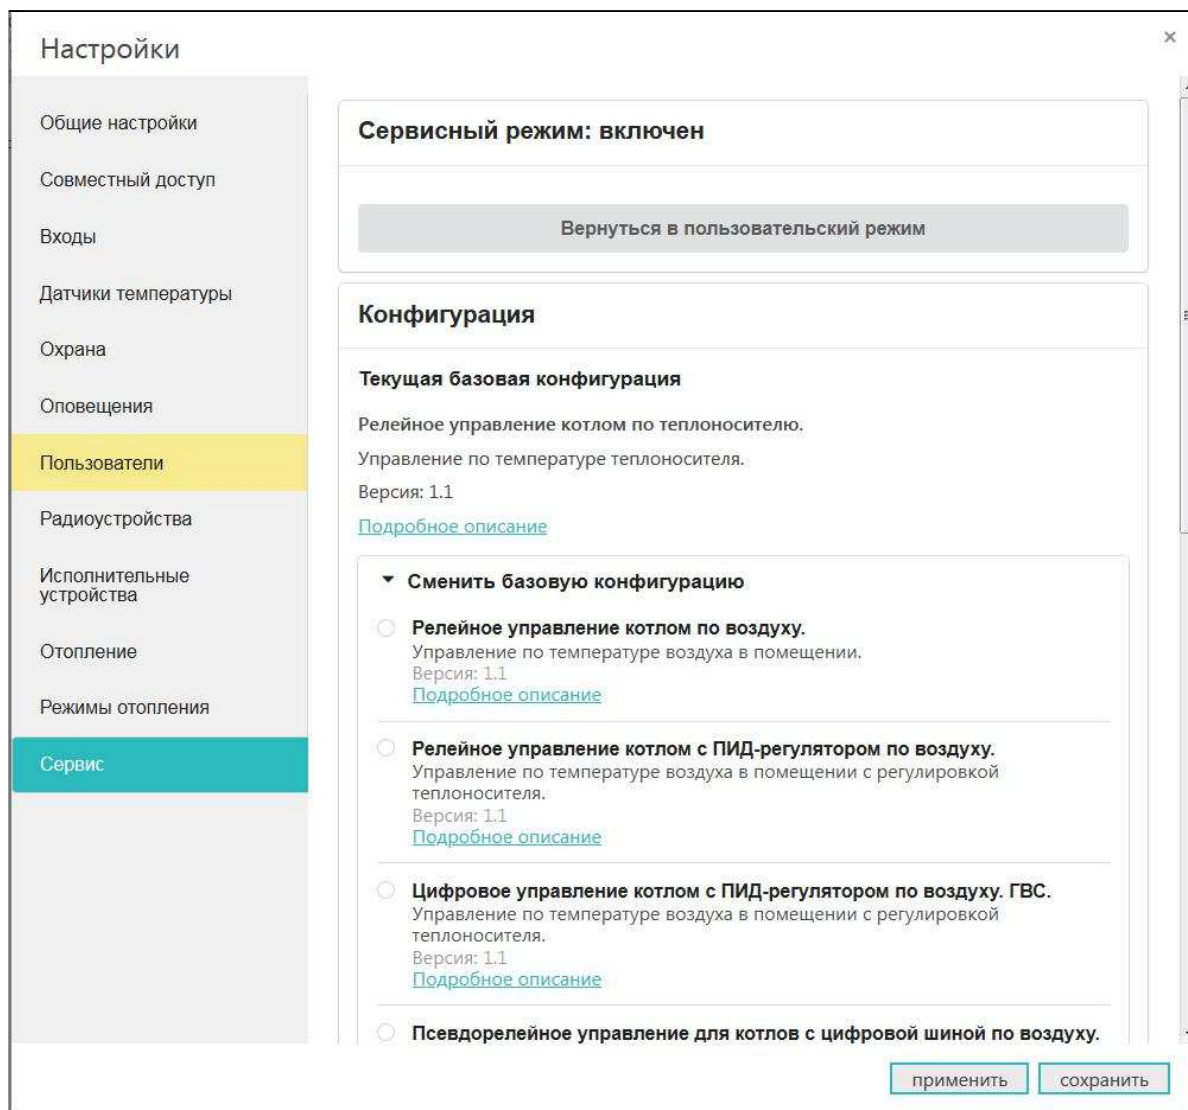 Настройки
×
Общие настройки
Совместный доступ
Входы
Датчики температуры
Охрана
Оповещения
Пользователи
Радиоустройства
Исполнительные
устройства
Отопление
Режимы отопления
Сервис
Сервисный режим: включен
Вернуться в пользовательский режим
Конфигурация
Текущая базовая конфигурация
Релейное управление котлом по теплоносителю.
Управление по температуре теплоносителя.
Версия: 1.1
Подробное описание
Сменить базовую конфигурацию
Релейное управление котлом по воздуху.
Управление по температуре воздуха в помещении.
Версия: 1.1
Подробное описание
Релейное управление котлом с ПИД-регулятором по воздуху.
Управление по температуре воздуха в помещении с регулировкой
теплоносителя.
Версия: 1.1
Подробное описание
Цифровое управление котлом с ПИД-регулятором по воздуху. ГВС.
Управление по температуре воздуха в помещении с регулировкой
теплоносителя.
Версия: 1.1
Подробное описание
Псевдорелейное управление для котлов с цифровой шиной по воздуху.
применить
сохранить